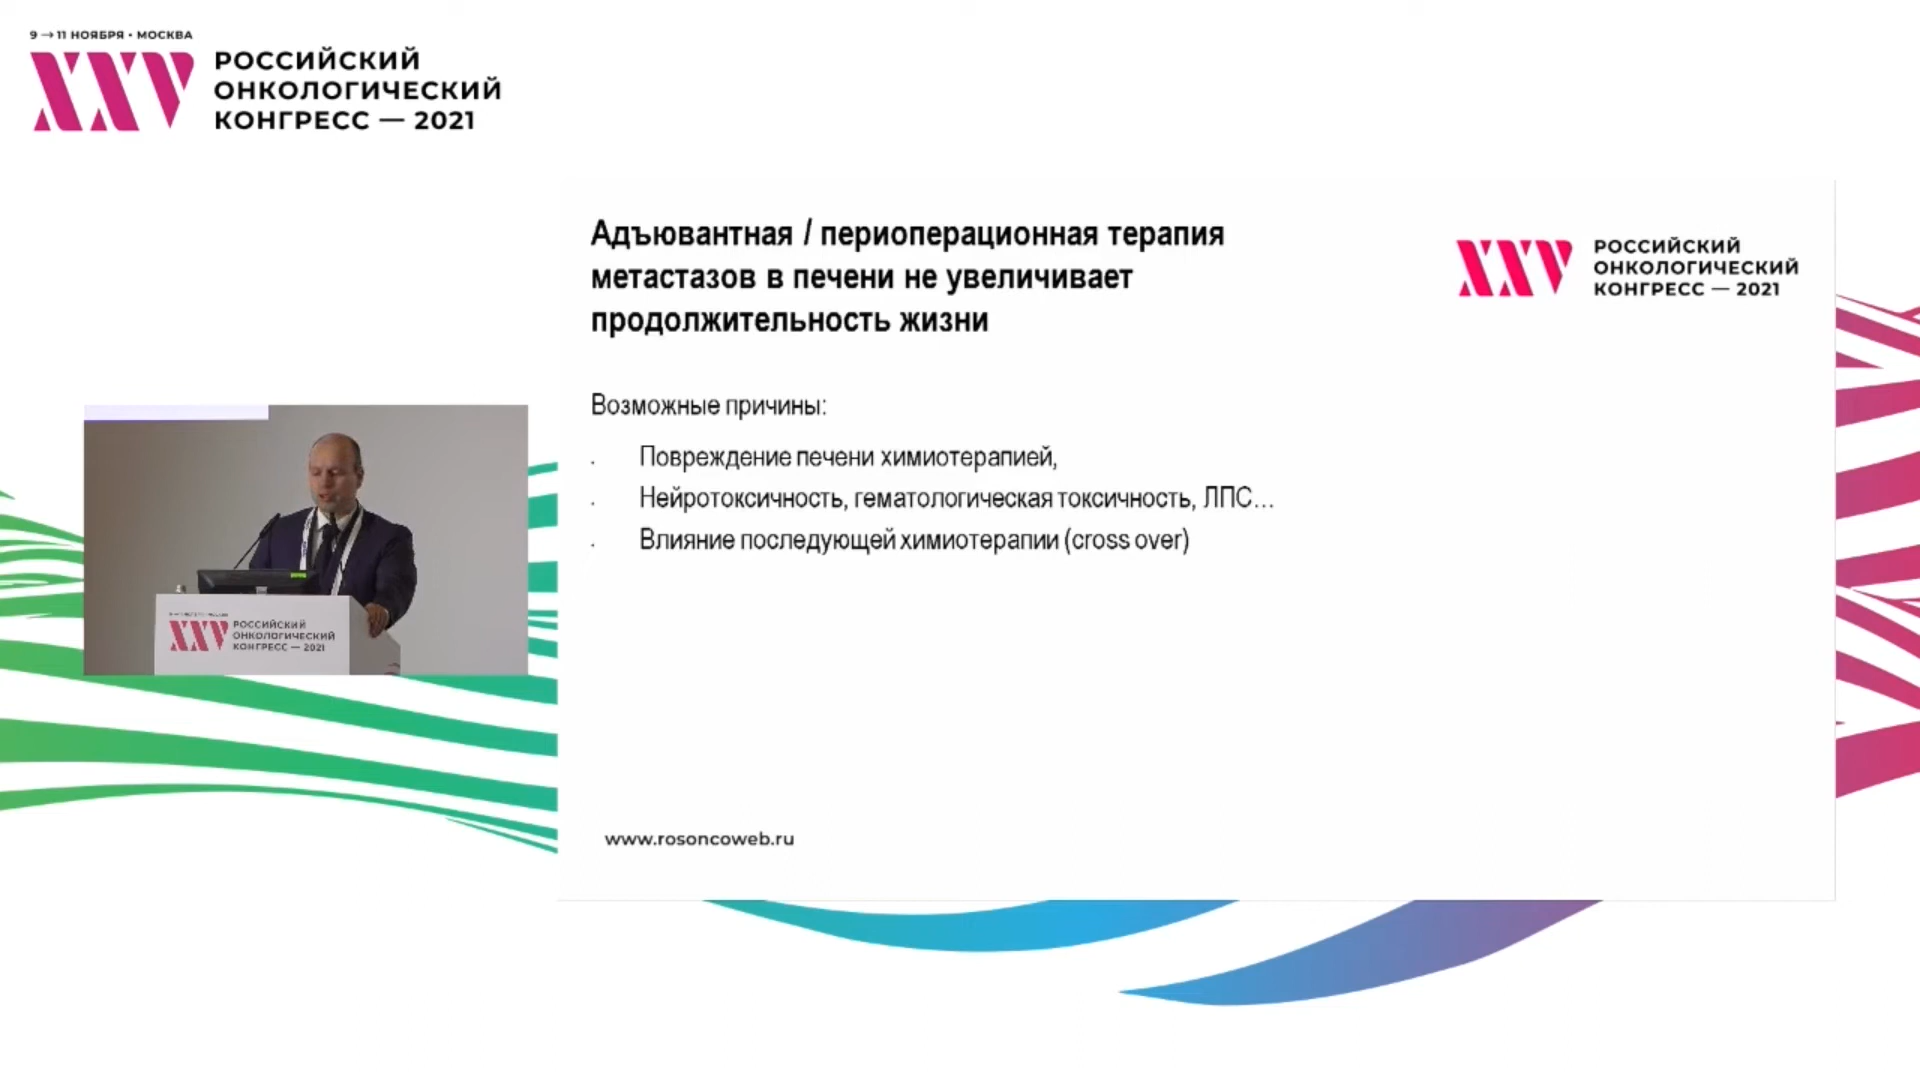 9 → 11 НОЯБРЯ • МОСКВА
XXV
РОССИЙСКИЙ
ОНКОЛОГИЧЕСКИЙ
КОНГРЕСС — 2021
Адъювантная / периоперационная терапия
метастазов в печени не увеличивает
продолжительность жизни
XXV
РОССИЙСКИЙ
ОНКОЛОГИЧЕСКИЙ
КОНГРЕСС — 2021
Возможные причины:
Повреждение печени химиотерапией,
Нейротоксичность, гематологическая токсичность, ЛПС...
Влияние последующей химиотерапии (cross over)
XXV
РОССИЙСКИЙ
ОНКОЛОГИЧЕСКИЙ
КОНГРЕСС — 2021
www.rosoncoweb.ru